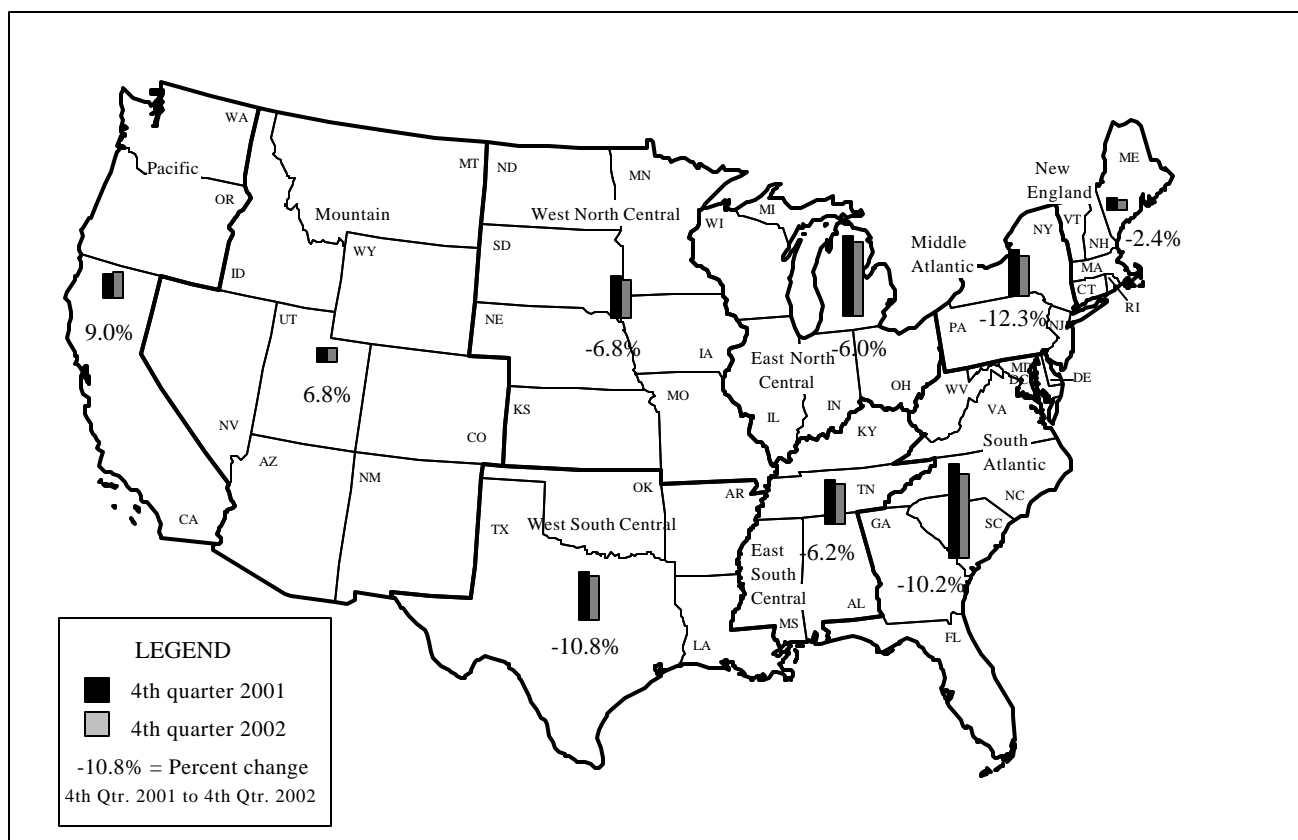 WA
Pacific
OR
MT
Mountain
ID
WY
ND
MN
West North Central
SD
WI
MI
Middle
Atlantic
New
England
ME
VT
NY
NH
-2.4%
MA
CT
RI
9.0%
UT
6.8%
NE
-6.8%
IA
-6.0%
East North
Central
-12.3%
PA
NJ
OH
MD
DC
DE
WV
VA
IL
IN
KY
MO
KS
NV
CO
CA
AZ
NM
OK
AR
TN
South
Atlantic
NC
SC
GA
TX
West South Central
East
South
Central
-6.2%
-10.2%
AL
MS
LA
FL
-10.8%
LEGEND
4th quarter 2001
4th quarter 2002
-10.8% = Percent change
4th Qtr. 2001 to 4th Qtr. 2002